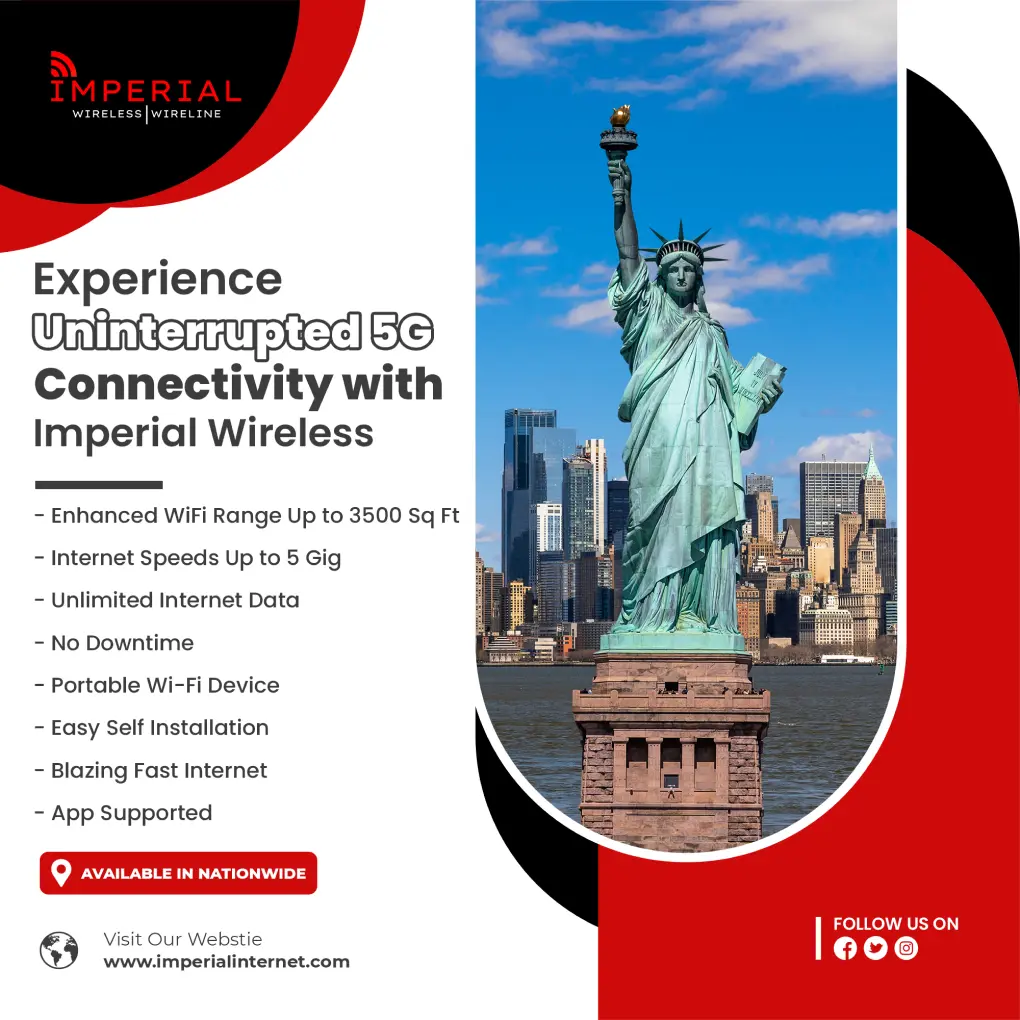 IMPERIAL
WIRELESS|WIRELINE
Experience
Uninterrupted 5G
Connectivity with
Imperial Wireless
- Enhanced WiFi Range Up to 3500 Sq Ft
- Internet Speeds Up to 5 Gig
- Unlimited Internet Data
- No Downtime
- Portable Wi-Fi Device
- Easy Self Installation
- Blazing Fast Internet
- App Supported
AVAILABLE IN NATIONWIDE
Visit Our Webstie
www.imperialinternet.com
FOLLOW US ON